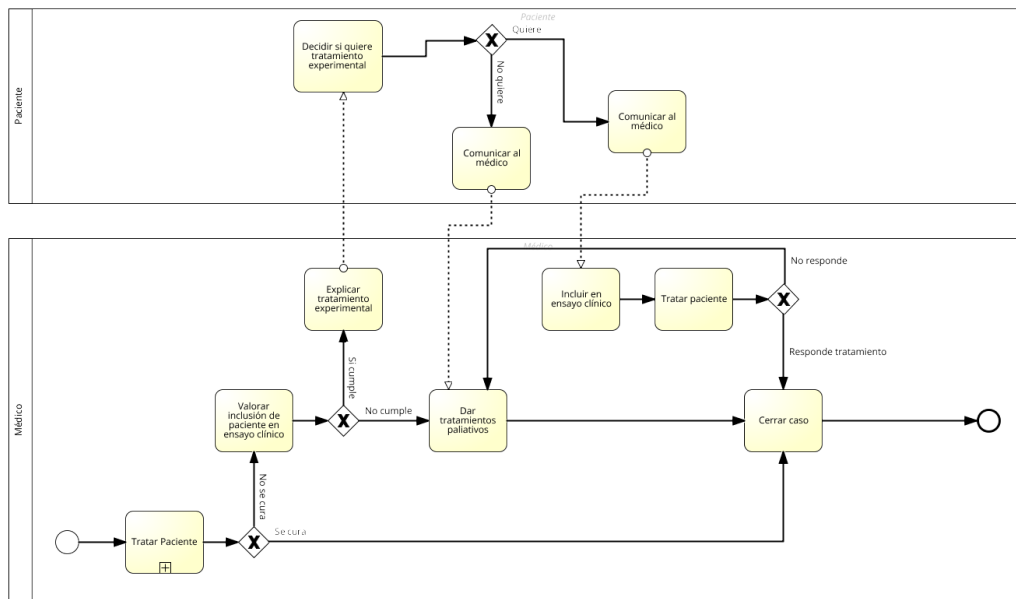 Paciente
Paciente
Decidir si quiere
tratamiento
experimental
Quiere
No quiere
Comunicar al
médico
Comunicar al
médico
Médico
Médico
No responde
Explicar
tratamiento
experimental
Incluir en
ensayo clínico
Tratar paciente
Responde tratamiento
Si cumple
Valorar
inclusión de
paciente en
ensayo clínico
No cumple
Dar
tratamientos
paliativos
Cerrar caso
No se cura
Se cura
Tratar Paciente